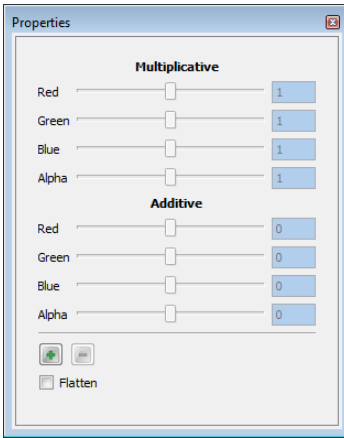 Properties
Multiplicative
Red 1
Green 1
Blue 1
Alpha 1
Additive
Red 0
Green 0
Blue 0
Alpha 0
Flatten